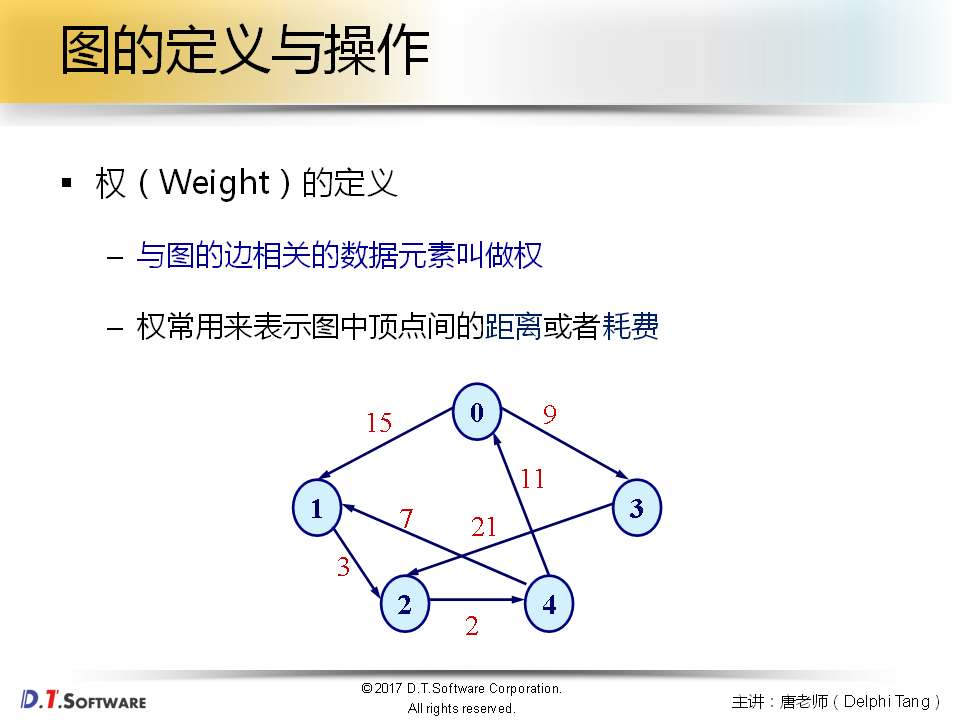 图的定义与操作
▪ 权（Weight）的定义
– 与图的边相关的数据元素叫做权
– 权常用来表示图中顶点间的距离或者耗费
0
15
9
11
1
3
7
21
3
2
4
2
D.T.SOFTWARE
©2017 D.T.Software Corporation.
All rights reserved.
主讲：唐老师（Delphi Tang）